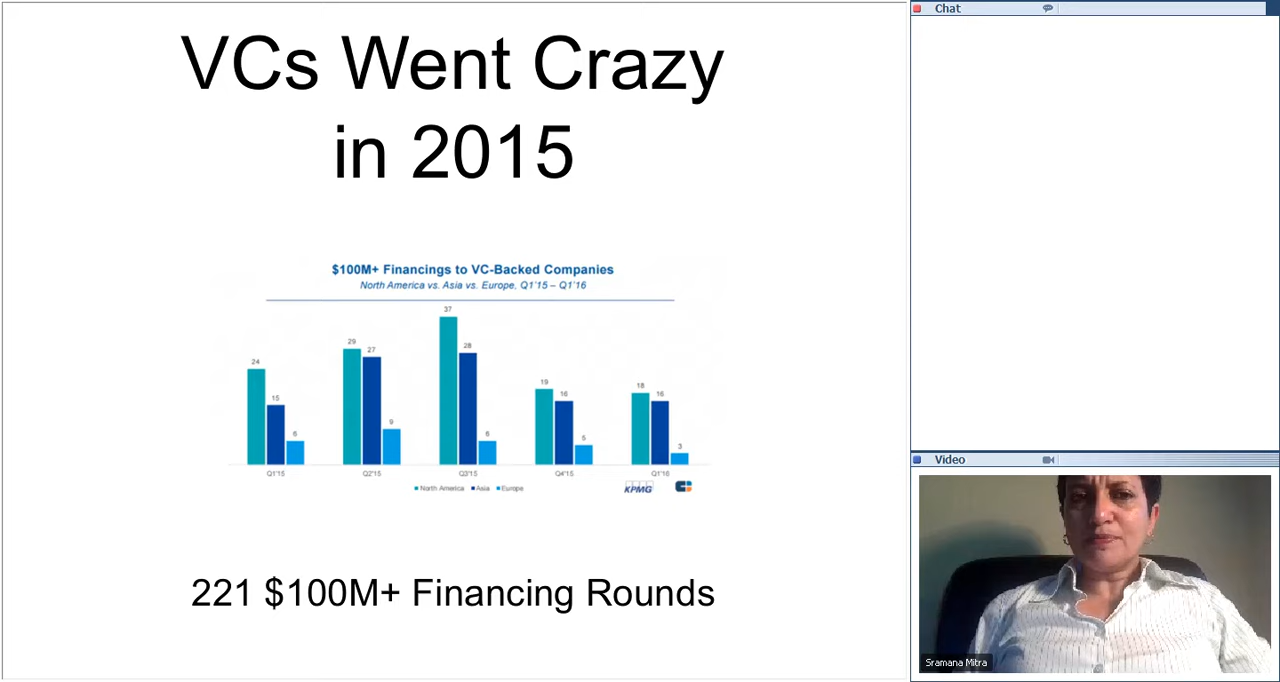 VCs Went Crazy
in 2015
$100M+ Financings to VC-Backed Companies
North America vs. Asia vs. Europe, Q1'15 – Q1'16
24
15
6
29
27
9
37
28
6
19
16
5
18
16
3
Q1'15
Q2'15
Q3'15
Q4'15
Q1'16
North America
Asia
Europe
KPMG
221 $100M+ Financing Rounds
Chat
Video
Sramana Mitra